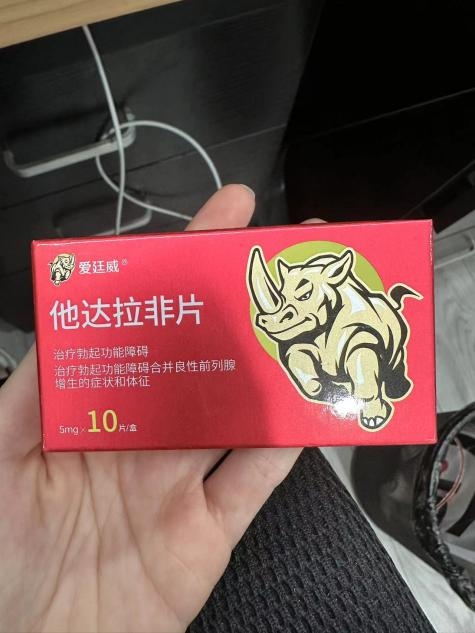 爱廷威®
他达拉非片
治疗勃起功能障碍
治疗勃起功能障碍合并良性前列腺
增生的症状和体征
5mg×10片/盒